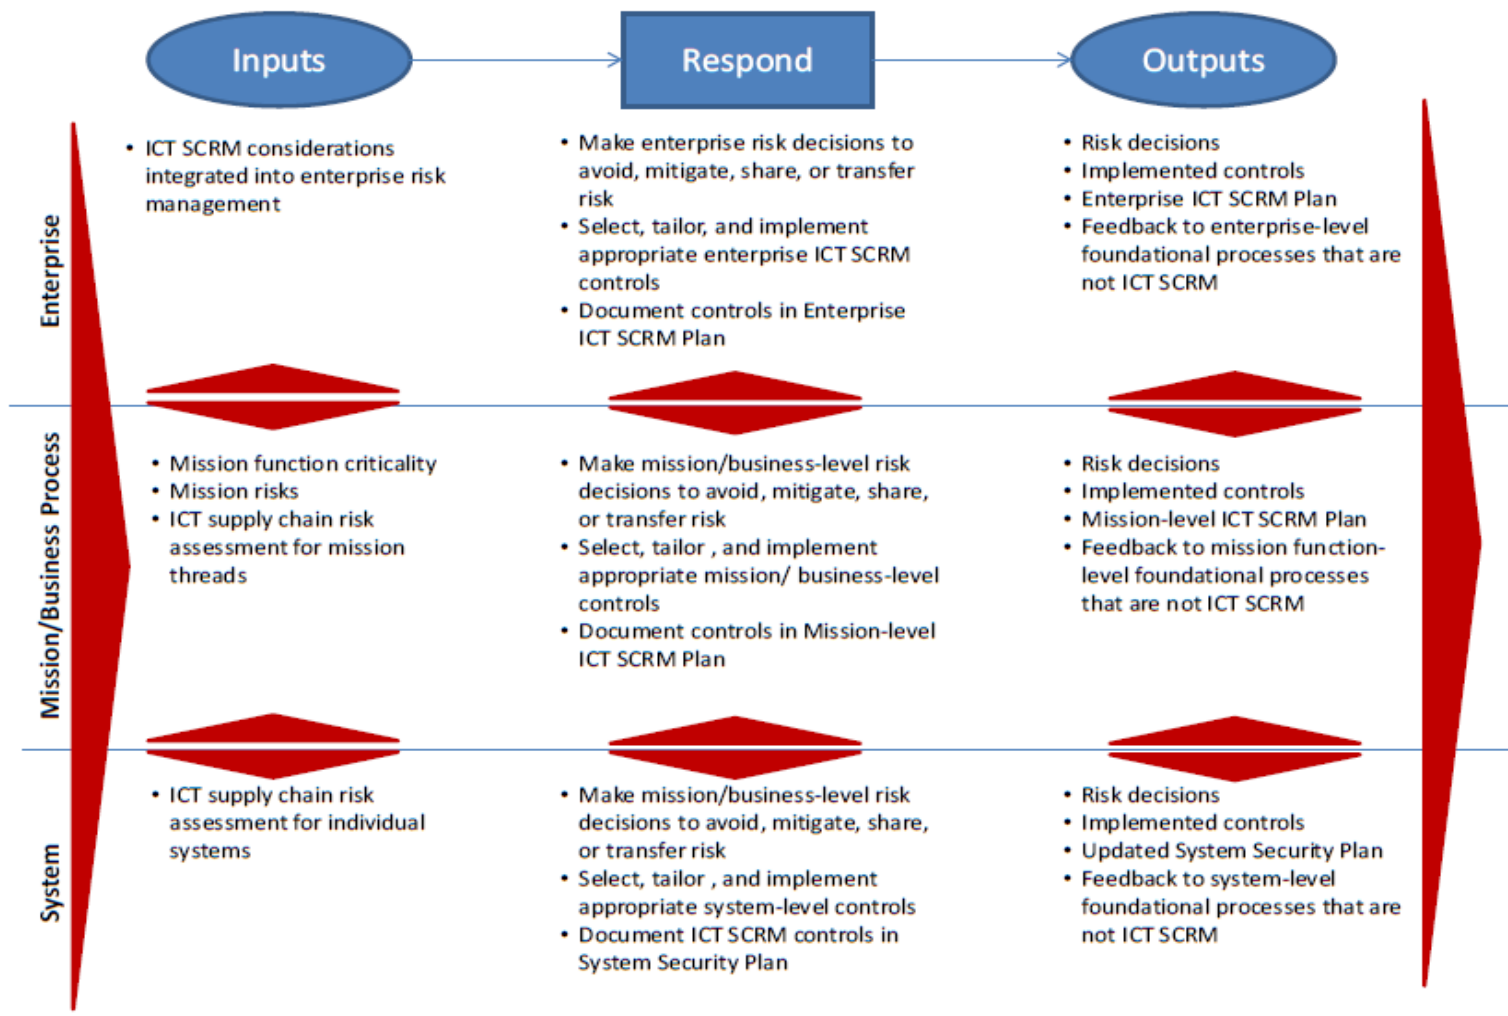 Inputs
Respond
Outputs
Enterprise
• ICT SCRM considerations
integrated into enterprise risk
management
• Make enterprise risk decisions to
avoid, mitigate, share, or transfer
risk
• Select, tailor, and implement
appropriate enterprise ICT SCRM
controls
• Document controls in Enterprise
ICT SCRM Plan
• Risk decisions
• Implemented controls
• Enterprise ICT SCRM Plan
• Feedback to enterprise-level
foundational processes that are
not ICT SCRM
Mission/Business Process
• Mission function criticality
• Mission risks
• ICT supply chain risk
assessment for mission
threads
• Make mission/business-level risk
decisions to avoid, mitigate, share,
or transfer risk
• Select, tailor , and implement
appropriate mission/ business-level
controls
• Document controls in Mission-level
ICT SCRM Plan
• Risk decisions
• Implemented controls
• Mission-level ICT SCRM Plan
• Feedback to mission function-
level foundational processes
that are not ICT SCRM
System
• ICT supply chain risk
assessment for individual
systems
• Make mission/business-level risk
decisions to avoid, mitigate, share,
or transfer risk
• Select, tailor , and implement
appropriate system-level controls
• Document ICT SCRM controls in
System Security Plan
• Risk decisions
• Implemented controls
• Updated System Security Plan
• Feedback to system-level
foundational processes that are
not ICT SCRM